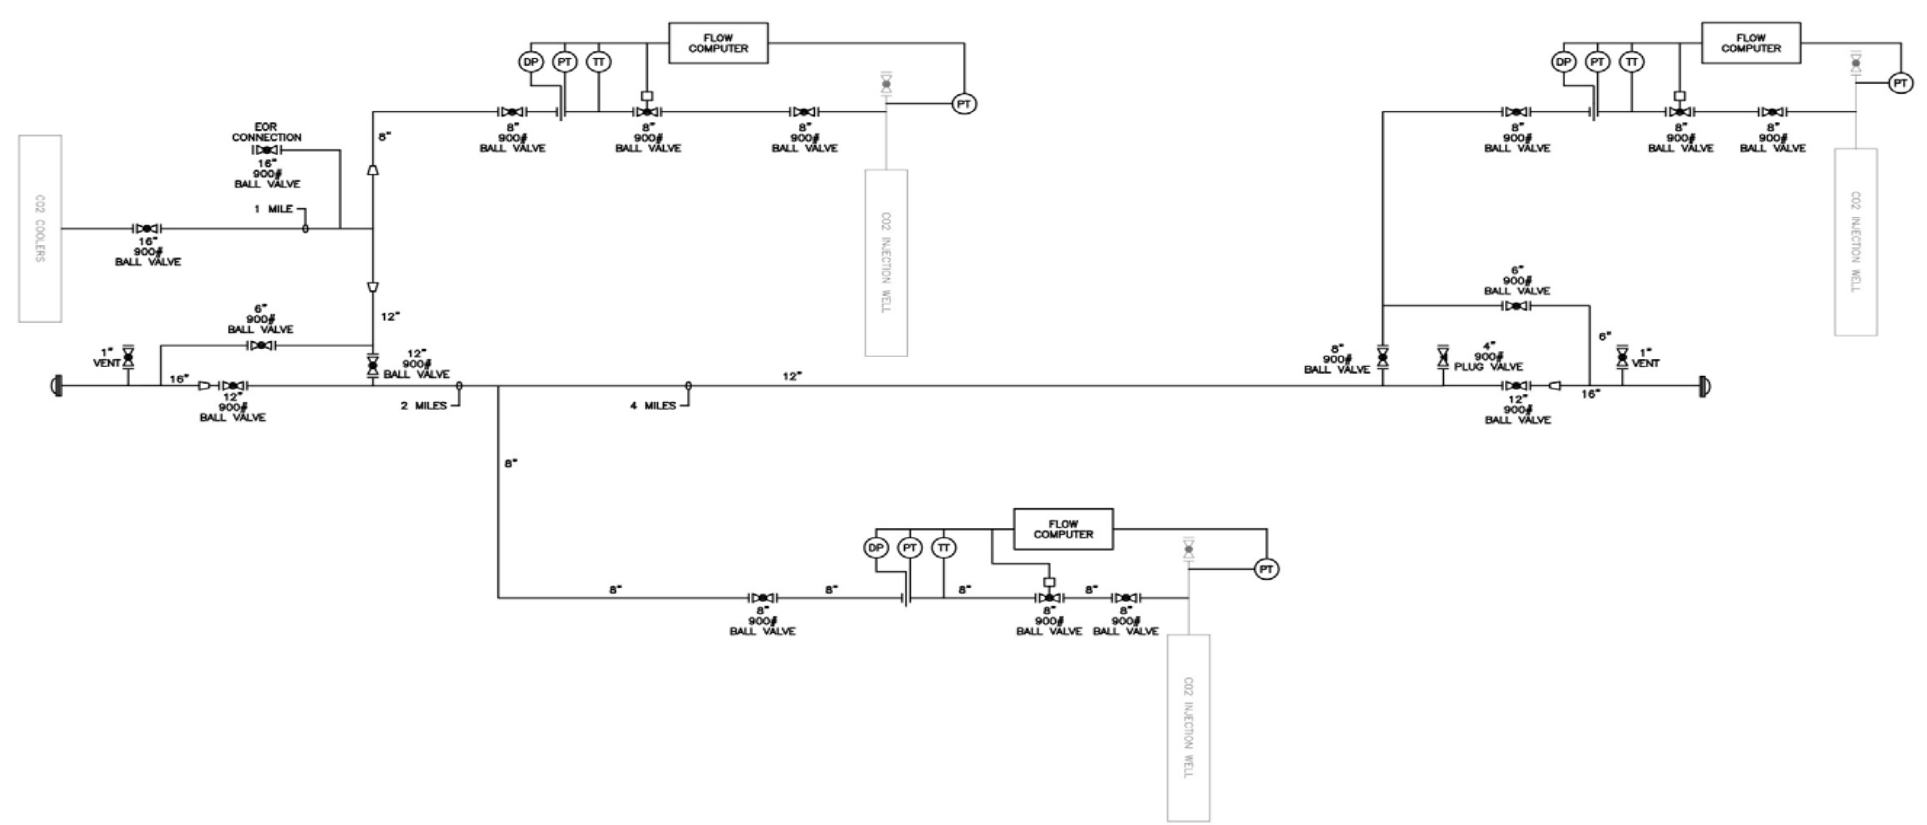 FLOW
COMPUTER
DP
PT
TT
PT
8"
900#
BALL VALVE
8"
900#
BALL VALVE
8"
900#
BALL VALVE
8"
EOR
CONNECTION
16"
900#
BALL VALVE
1 MILE
CO2 COOLERS
16"
900#
BALL VALVE
CO2 INJECTION WELL
12"
6"
900#
BALL VALVE
1"
VENT
12"
900#
BALL VALVE
16"
12"
900#
BALL VALVE
2 MILES
4 MILES
12"
8"
FLOW
COMPUTER
DP
PT
TT
PT
8"
900#
BALL VALVE
8"
900#
BALL VALVE
8"
900#
BALL VALVE
CO2 INJECTION WELL
6"
900#
BALL VALVE
6"
8"
900#
BALL VALVE
4"
900#
PLUG VALVE
1"
VENT
12"
900#
BALL VALVE
16"
FLOW
COMPUTER
DP
PT
TT
PT
8"
8"
8"
8"
8"
900#
BALL VALVE
8"
900#
BALL VALVE
8"
900#
BALL VALVE
CO2 INJECTION WELL